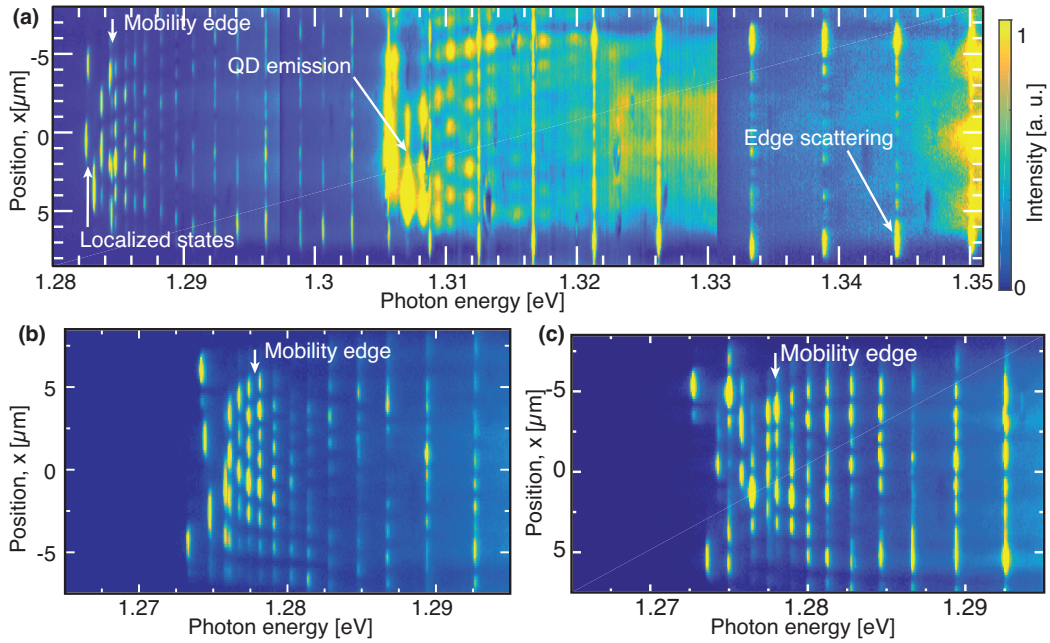 (a)
Mobility edge
QD emission
Edge scattering
Localized states
Position, x[µm]
-5
0
5
1.28
1.29
1.3
1.31
1.32
1.33
1.34
1.35
Photon energy [eV]
1
0
Intensity [a. u.]
(b)
Mobility edge
Position, x [µm]
5
0
-5
1.27
1.28
1.29
Photon energy [eV]
(c)
Mobility edge
Position, x [µm]
-5
0
5
1.27
1.28
1.29
Photon energy [eV]